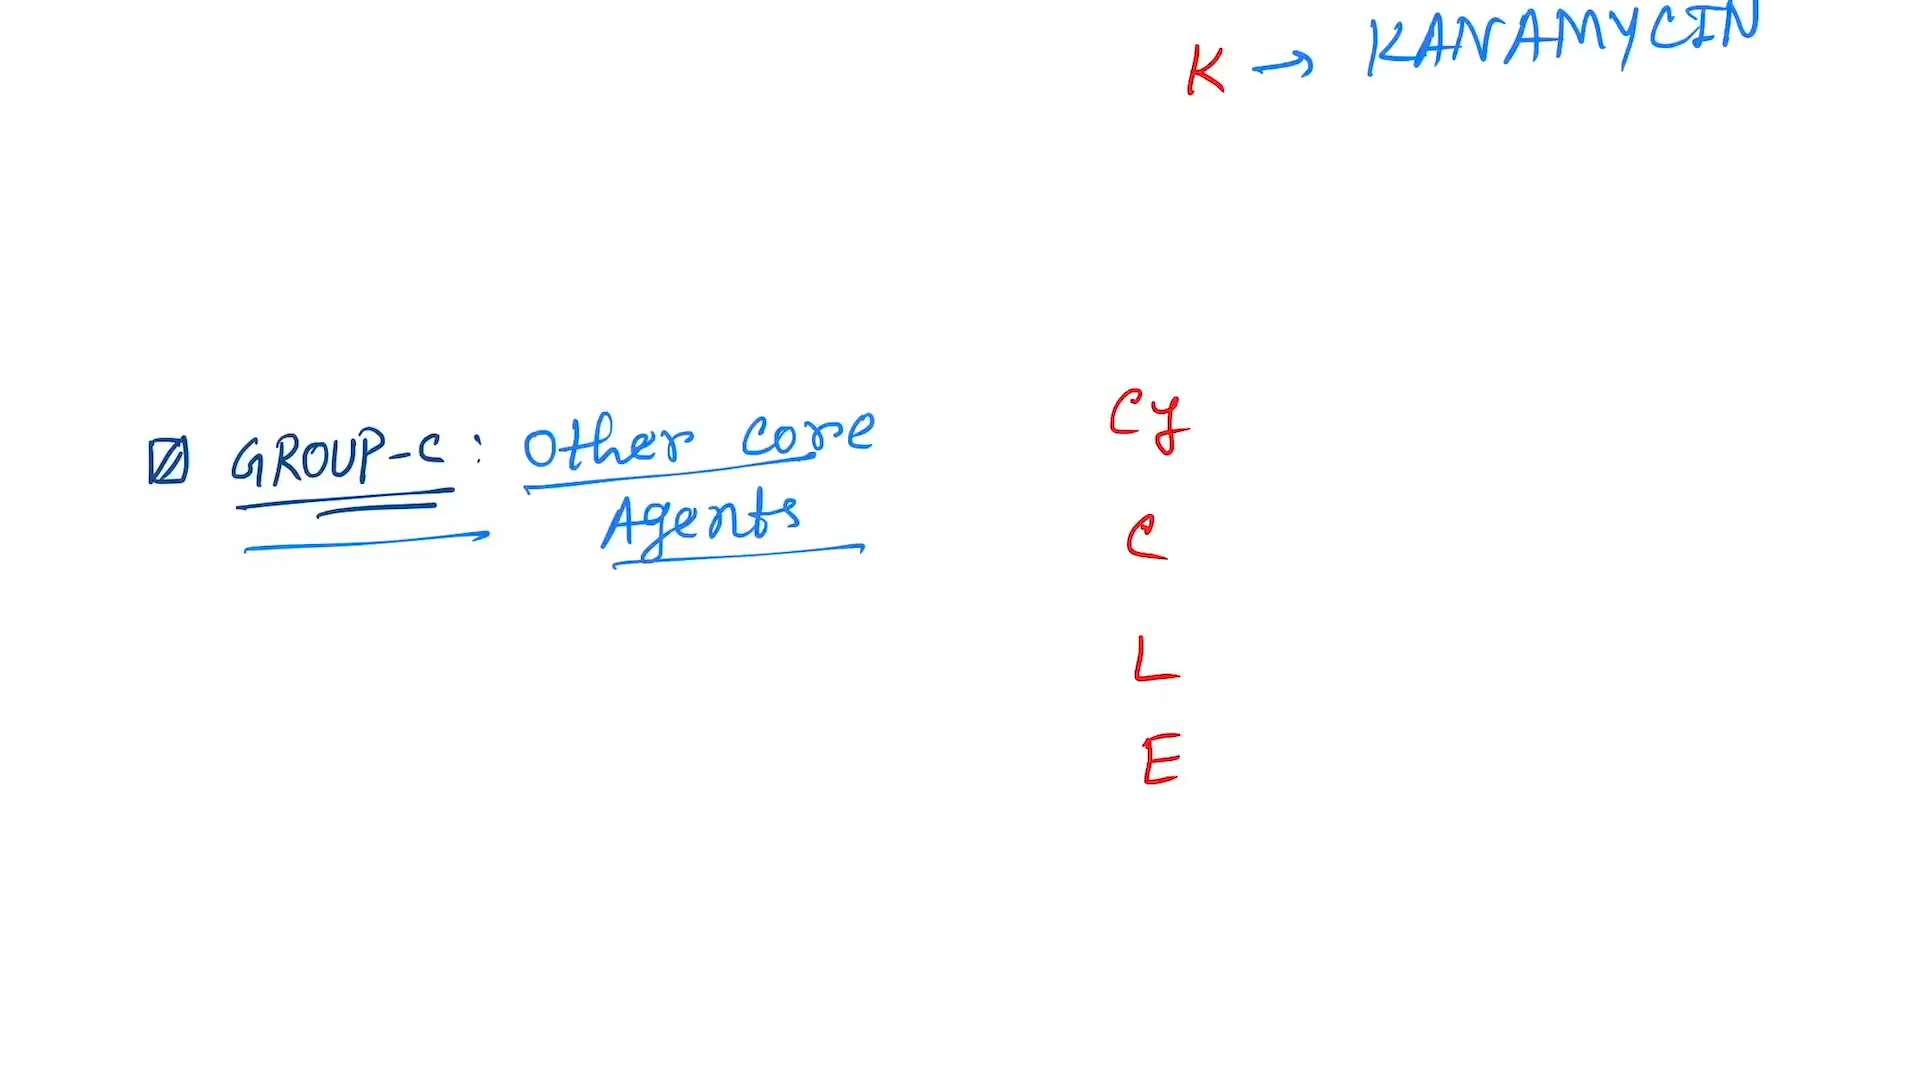 K → KANAMYCIN
GROUP-C : Other core
Agents
Cy
C
L
E